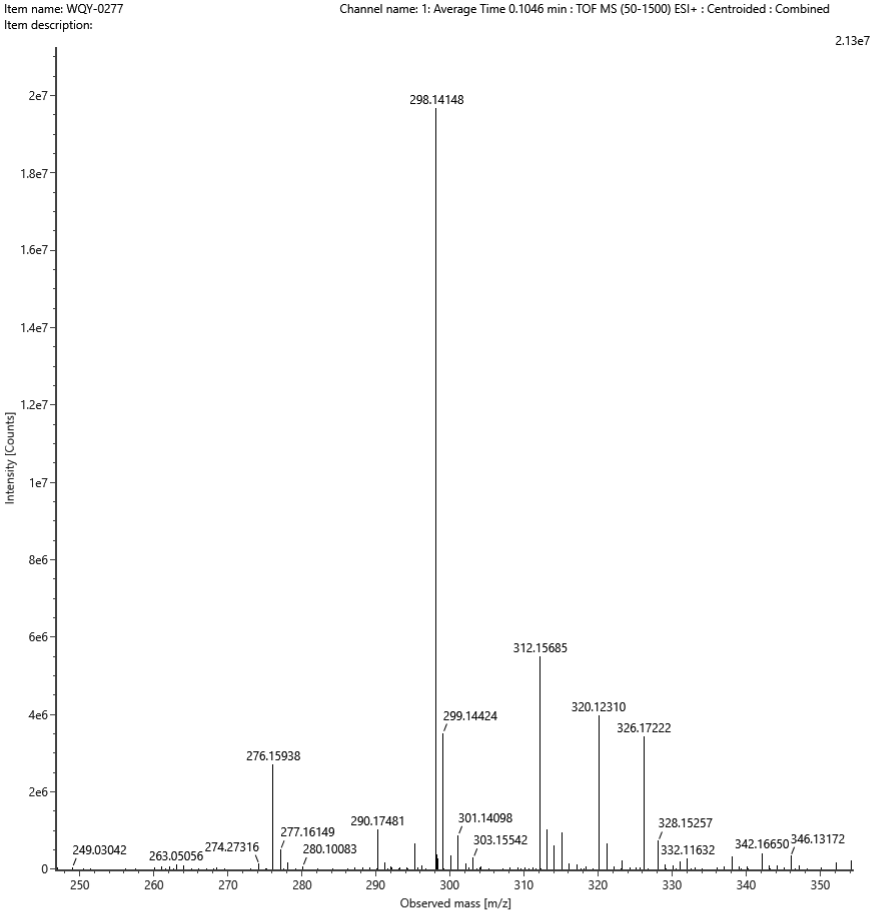 Item name: WQY-0277
Channel name: 1: Average Time 0.1046 min : TOF MS (50-1500) ESI+ : Centroided : Combined
Item description:
2.13e7
2e7
298.14148
1.8e7
1.6e7
1.4e7
1.2e7
Intensity [Counts]
1e7
8e6
6e6
312.15685
4e6
299.14424
320.12310
326.17222
276.15938
2e6
277.16149
290.17481
301.14098
328.15257
249.03042
263.05056
274.27316
280.10083
303.15542
332.11632
342.16650
346.13172
0
250
260
270
280
290
300
310
320
330
340
350
Observed mass [m/z]